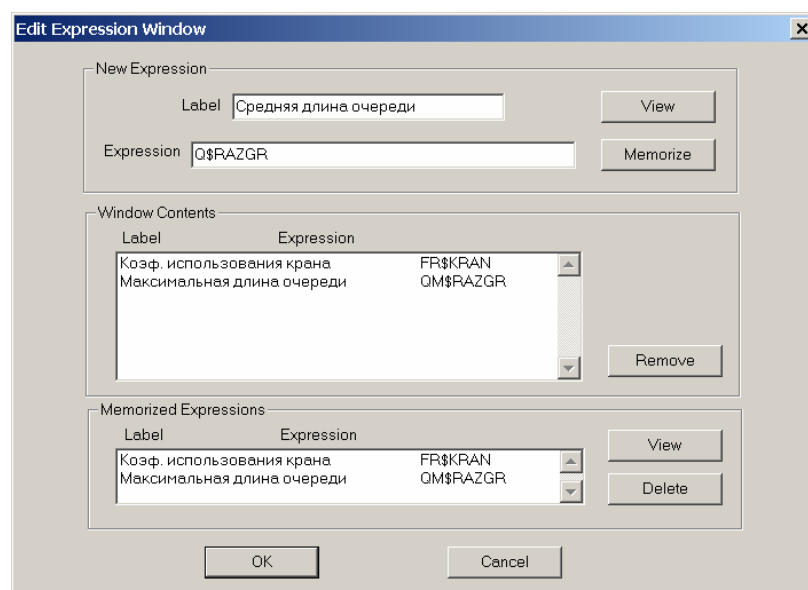 Edit Expression Window
New Expression
Label Средняя длина очереди View
Expression Q$RAZGR Memorize
Window Contents
Label Expression
Коэф. использования крана FR$KRAN
Максимальная длина очереди QM$RAZGR
Remove
Memorized Expressions
Label Expression View
Коэф. использования крана FR$KRAN
Максимальная длина очереди QM$RAZGR
Delete
OK Cancel